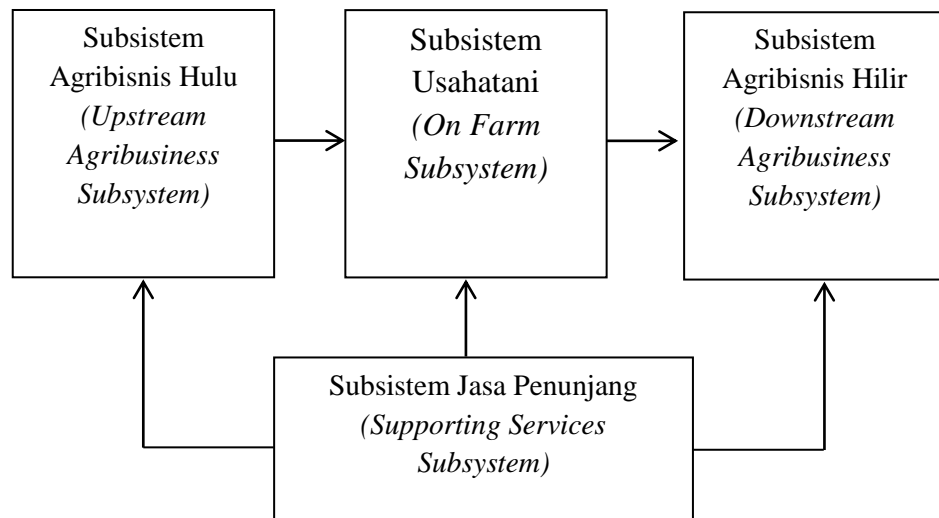 Subsistem
Agribisnis Hulu
(Upstream
Agribusiness
Subsystem)
Subsistem
Usahatani
(On Farm
Subsystem)
Subsistem
Agribisnis Hilir
(Downstream
Agribusiness
Subsystem)
Subsistem Jasa Penunjang
(Supporting Services
Subsystem)